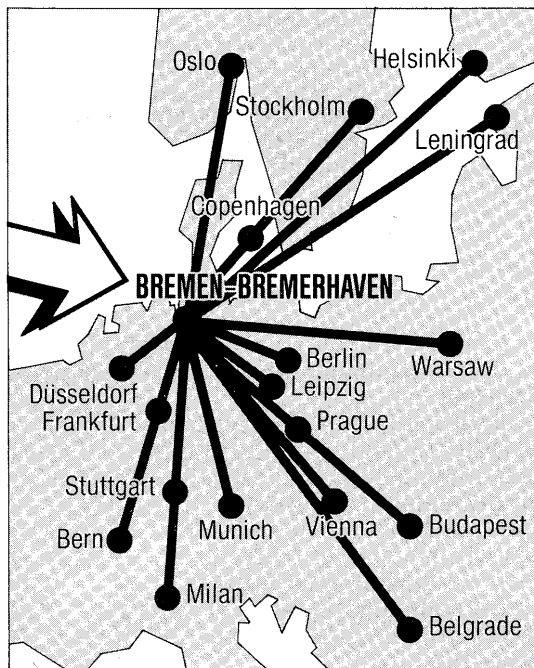 Oslo
Helsinki
Stockholm
Leningrad
Copenhagen
BREMEN=BREMERHAVEN
Berlin
Warsaw
Düsseldorf
Leipzig
Frankfurt
Prague
Stuttgart
Munich
Vienna
Budapest
Bern
Milan
Belgrade